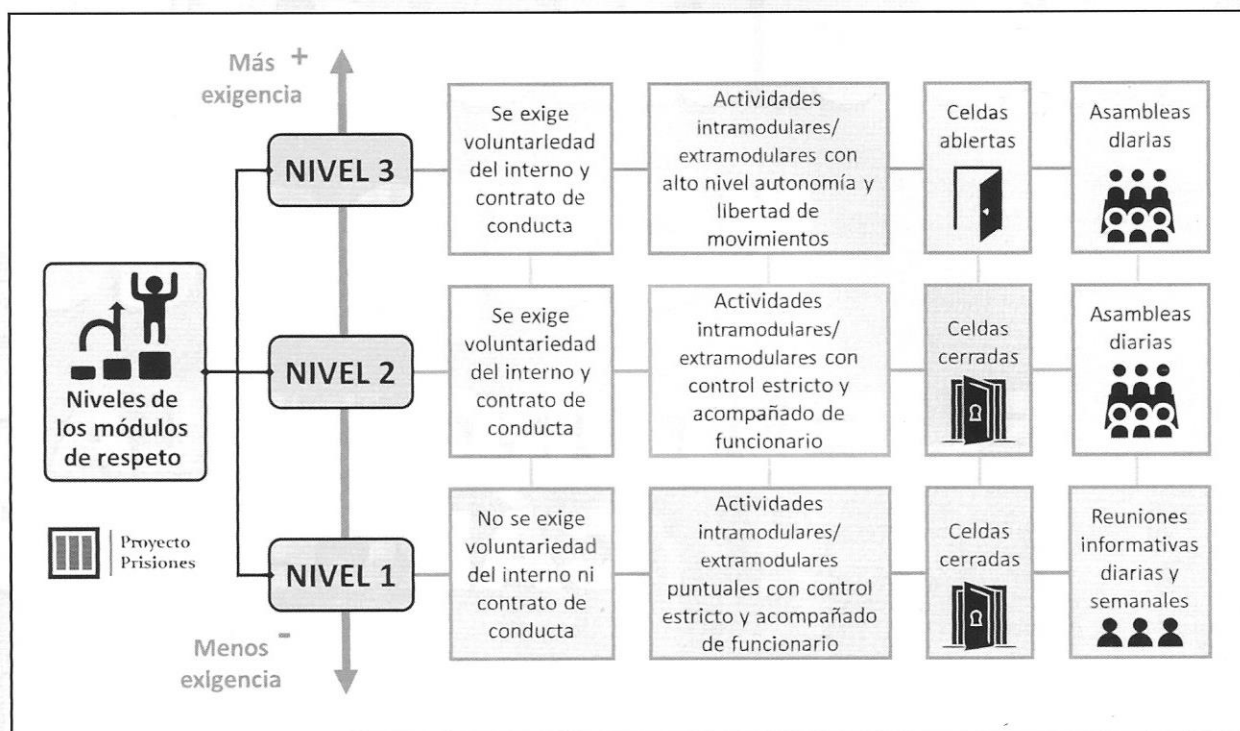 Más +
exigencia
NIVEL 3
Se exige
voluntariedad
del interno y
contrato de
conducta
Actividades
intramodulares/
extramodulares con
alto nivel autonomía y
libertad de
movimientos
Celdas
abiertas
Asambleas
diarias
Niveles de
los módulos
de respeto
NIVEL 2
Se exige
voluntariedad
del interno y
contrato de
conducta
Actividades
intramodulares/
extramodulares con
control estricto y
acompañado de
funcionario
Celdas
cerradas
Asambleas
diarias
Proyecto
Prisiones
NIVEL 1
No se exige
voluntariedad
del interno ni
contrato de
conducta
Actividades
intramodulares/
extramodulares
puntuales con control
estricto y acompañado
de funcionario
Celdas
cerradas
Reuniones
informativas
diarias y
semanales
Menos -
exigencia